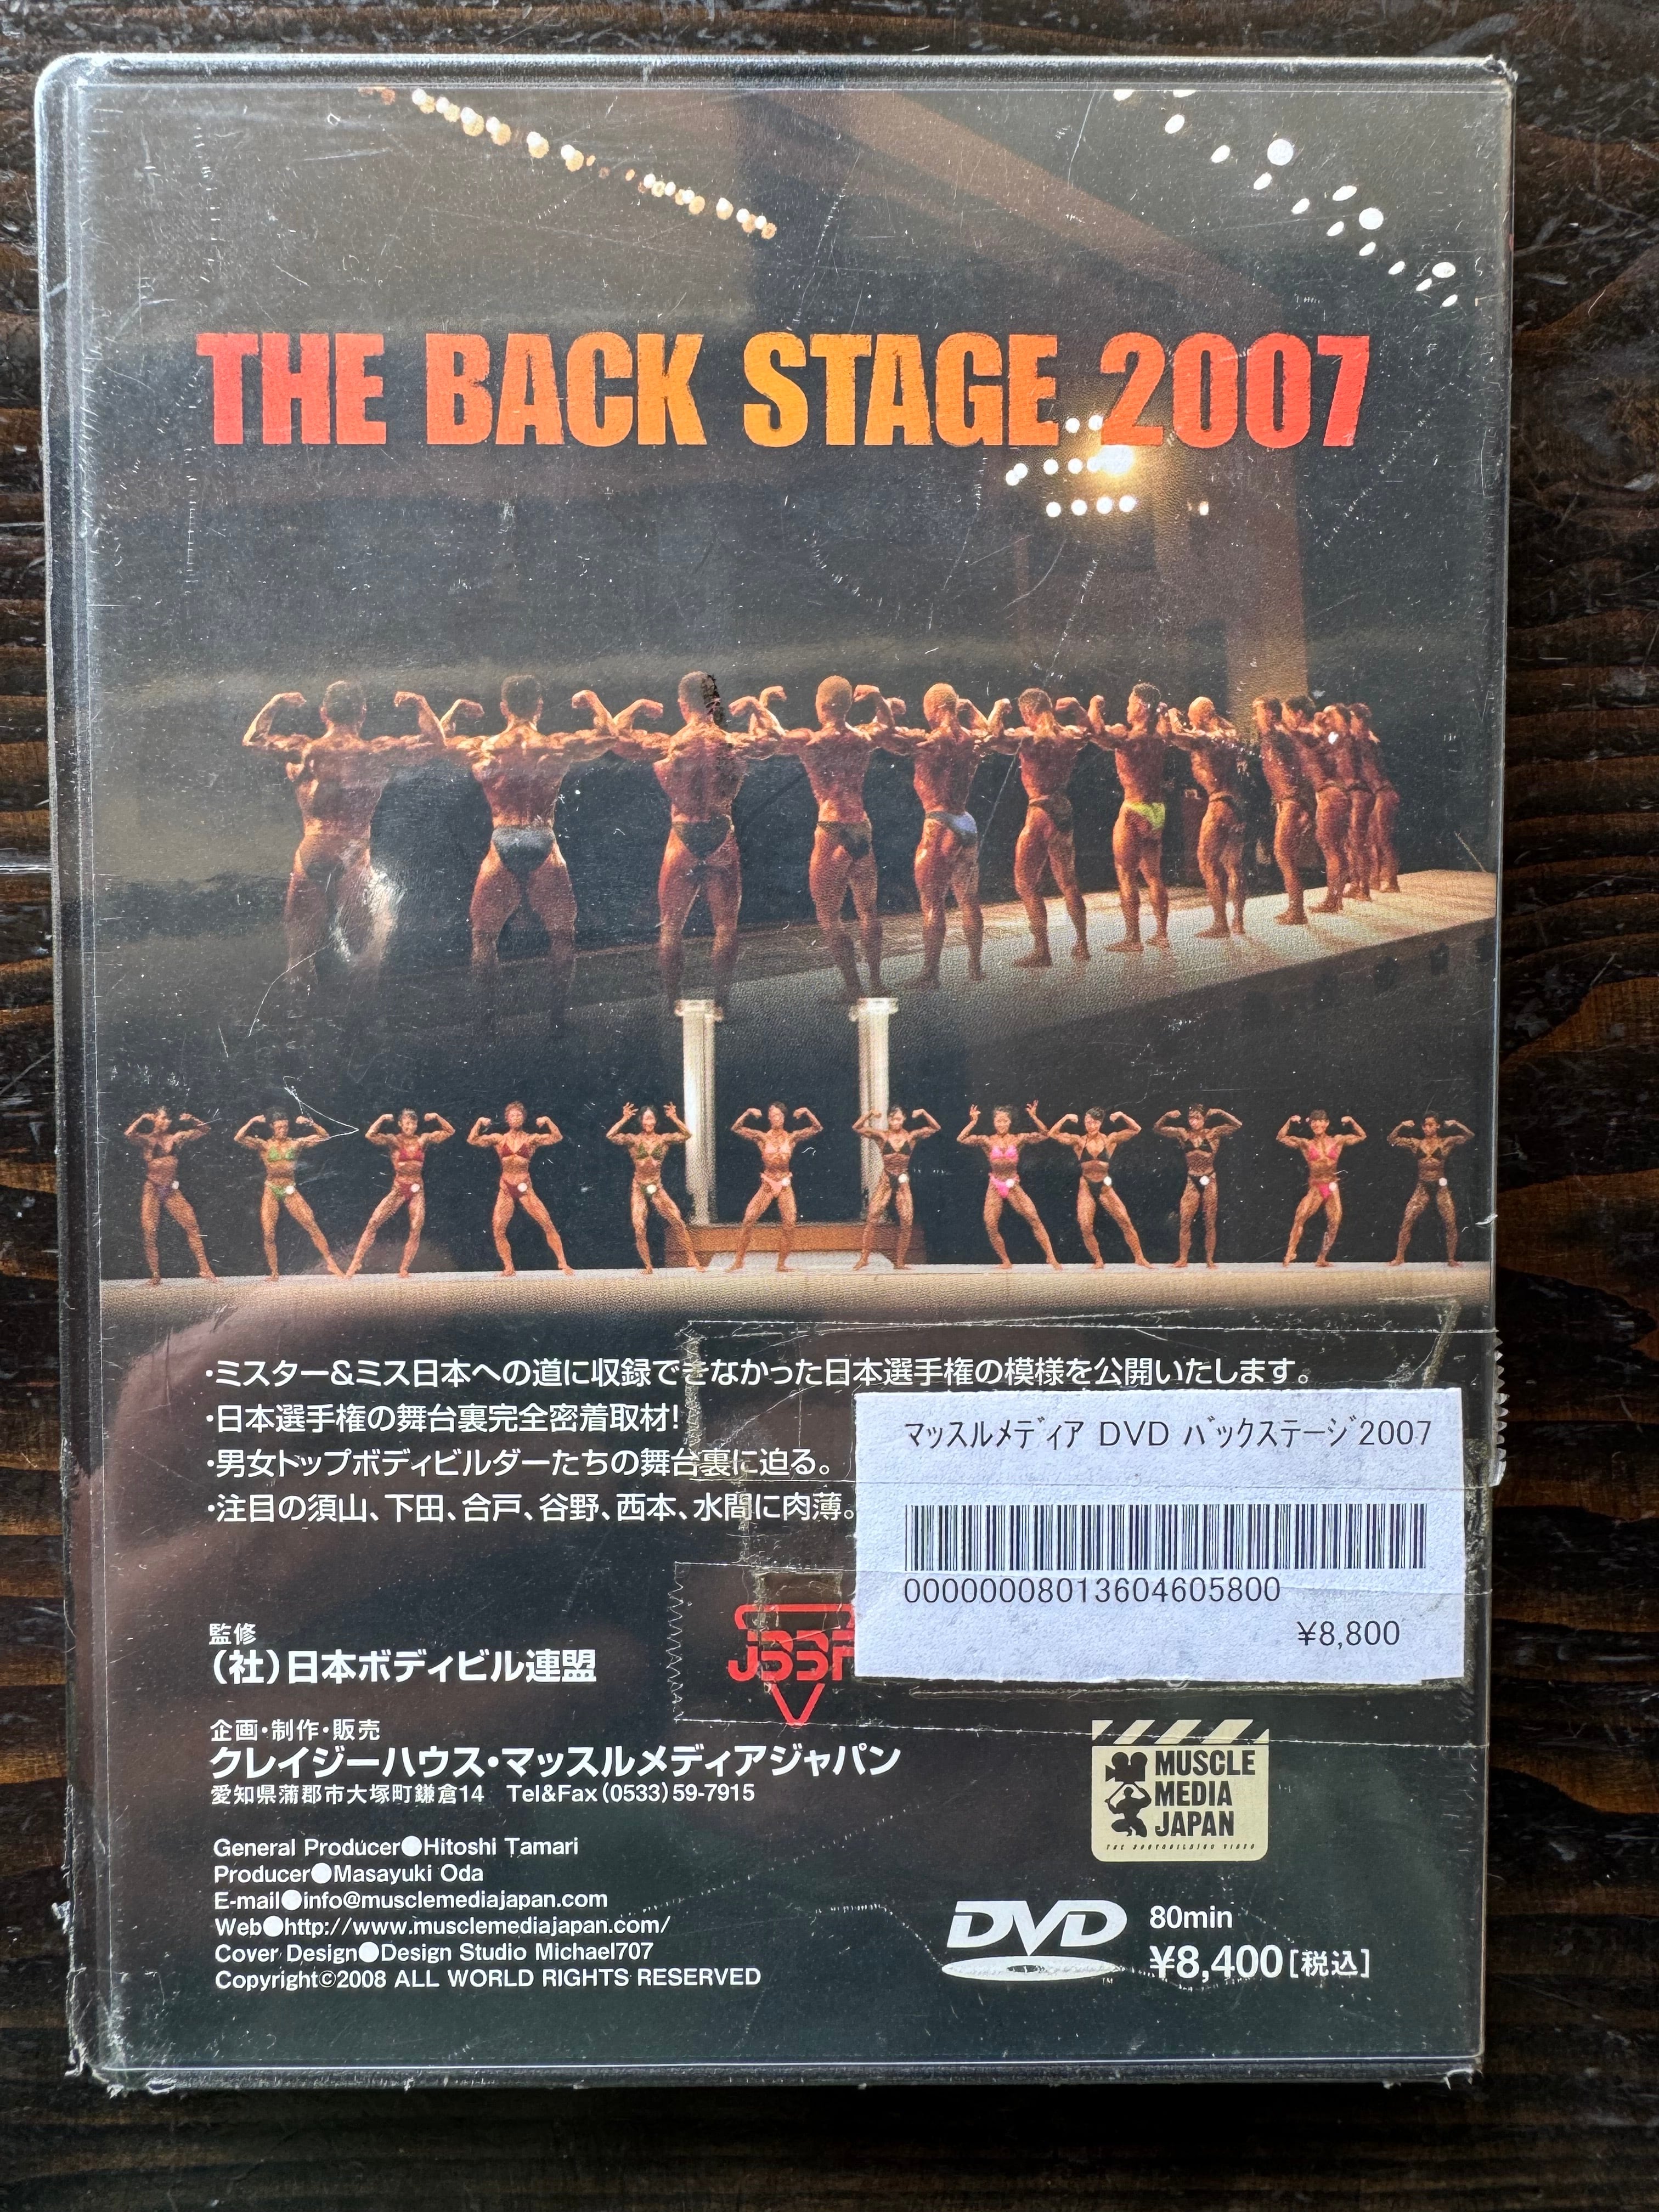 THE BACK STAGE 2007
・ミスター&ミス日本への道に収録できなかった日本選手権の模様を公開いたします。
・日本選手権の舞台裏完全密着取材!
・男女トップボディビルダーたちの舞台裏に迫る。
・注目の須山、下田、合戸、谷野、西本、水間に肉薄。
マッスルメディア DVD バックステージ2007
00000008013604605800
¥8,800
監修
(社)日本ボディビル連盟
JBBF
企画・制作・販売
クレイジーハウス・マッスルメディアジャパン
愛知県蒲郡市大塚町鎌倉14 Tel&Fax(0533)59-7915
MUSCLE
MEDIA
JAPAN
THE BODYBUILDING VIDEO
General Producer●Hitoshi Tamari
Producer●Masayuki Oda
E-mail●info@musclemediajapan.com
Web●http://www.musclemediajapan.com/
Cover Design●Design Studio Michael707
Copyright©2008 ALL WORLD RIGHTS RESERVED
DVD
80min
¥8,400[税込]